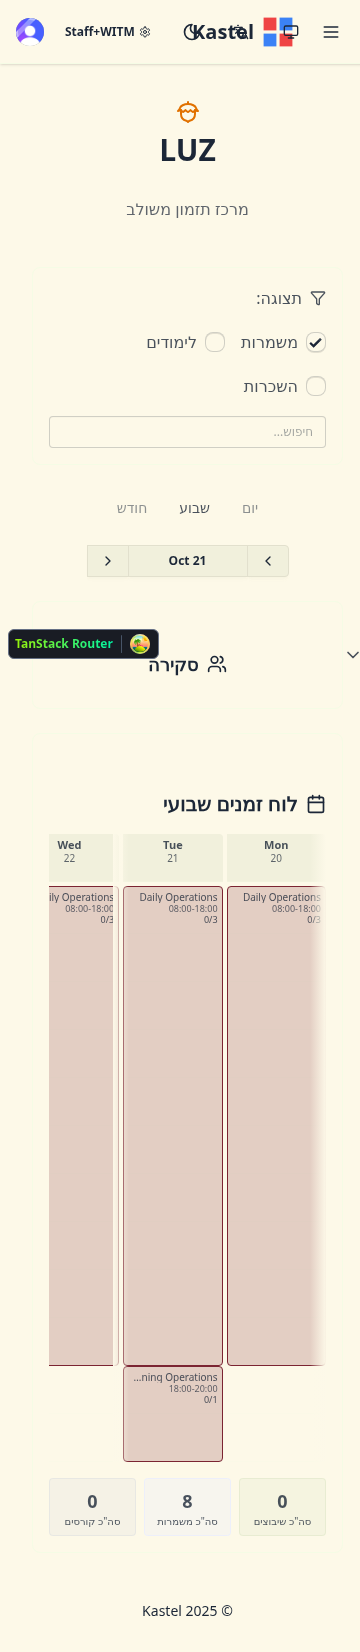 Staff+WITM
Kastel
LUZ
מרכז תזמון משולב
תצוגה:
משמרות
לימודים
השכרות
חיפוש...
יום
שבוע
חודש
Oct 21
TanStack Router
סקירה
לוח זמנים שבועי
Mon
20
Tue
21
Wed
22
Daily Operations
08:00-18:00
0/3
Daily Operations
08:00-18:00
0/3
ily Operations
08:00-18:00
0/3
...ning Operations
18:00-20:00
0/1
0
סה"כ שיבוצים
8
סה"כ משמרות
0
סה"כ קורסים
© 2025 Kastel